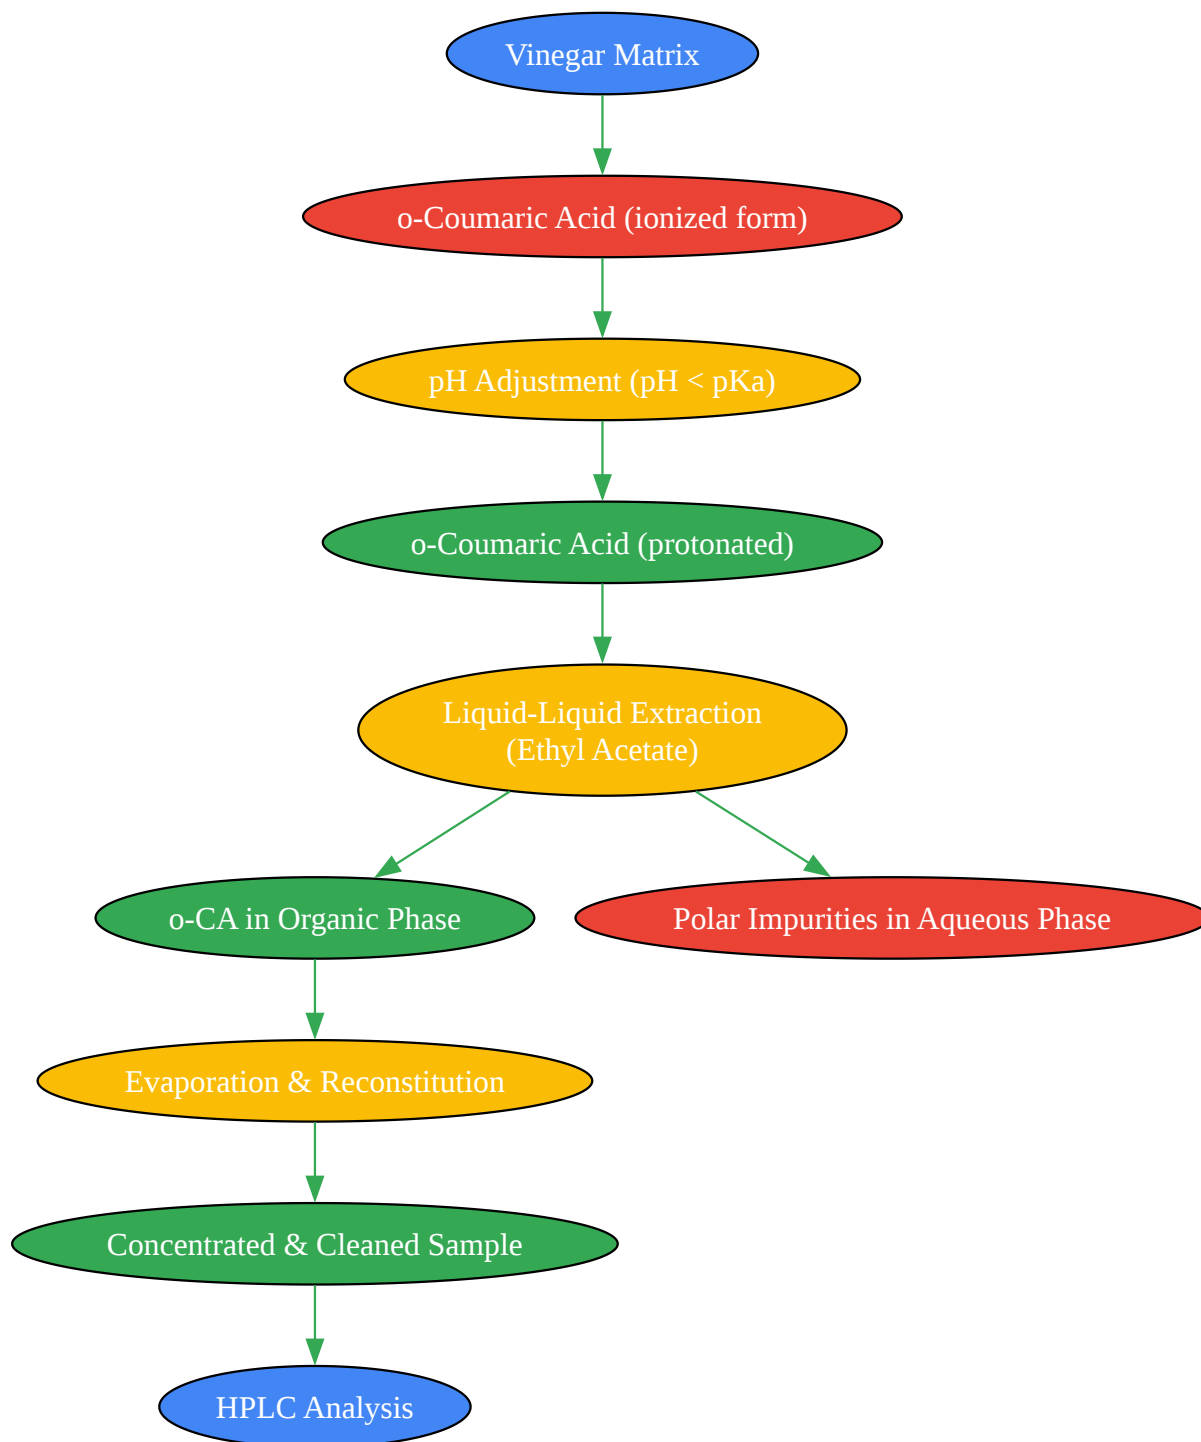 Vinegar Matrix
o-Coumaric Acid (ionized form)
pH Adjustment (pH < pKa)
o-Coumaric Acid (protonated)
Liquid-Liquid Extraction
(Ethyl Acetate)
o-CA in Organic Phase
Polar Impurities in Aqueous Phase
Evaporation & Reconstitution
Concentrated & Cleaned Sample
HPLC Analysis